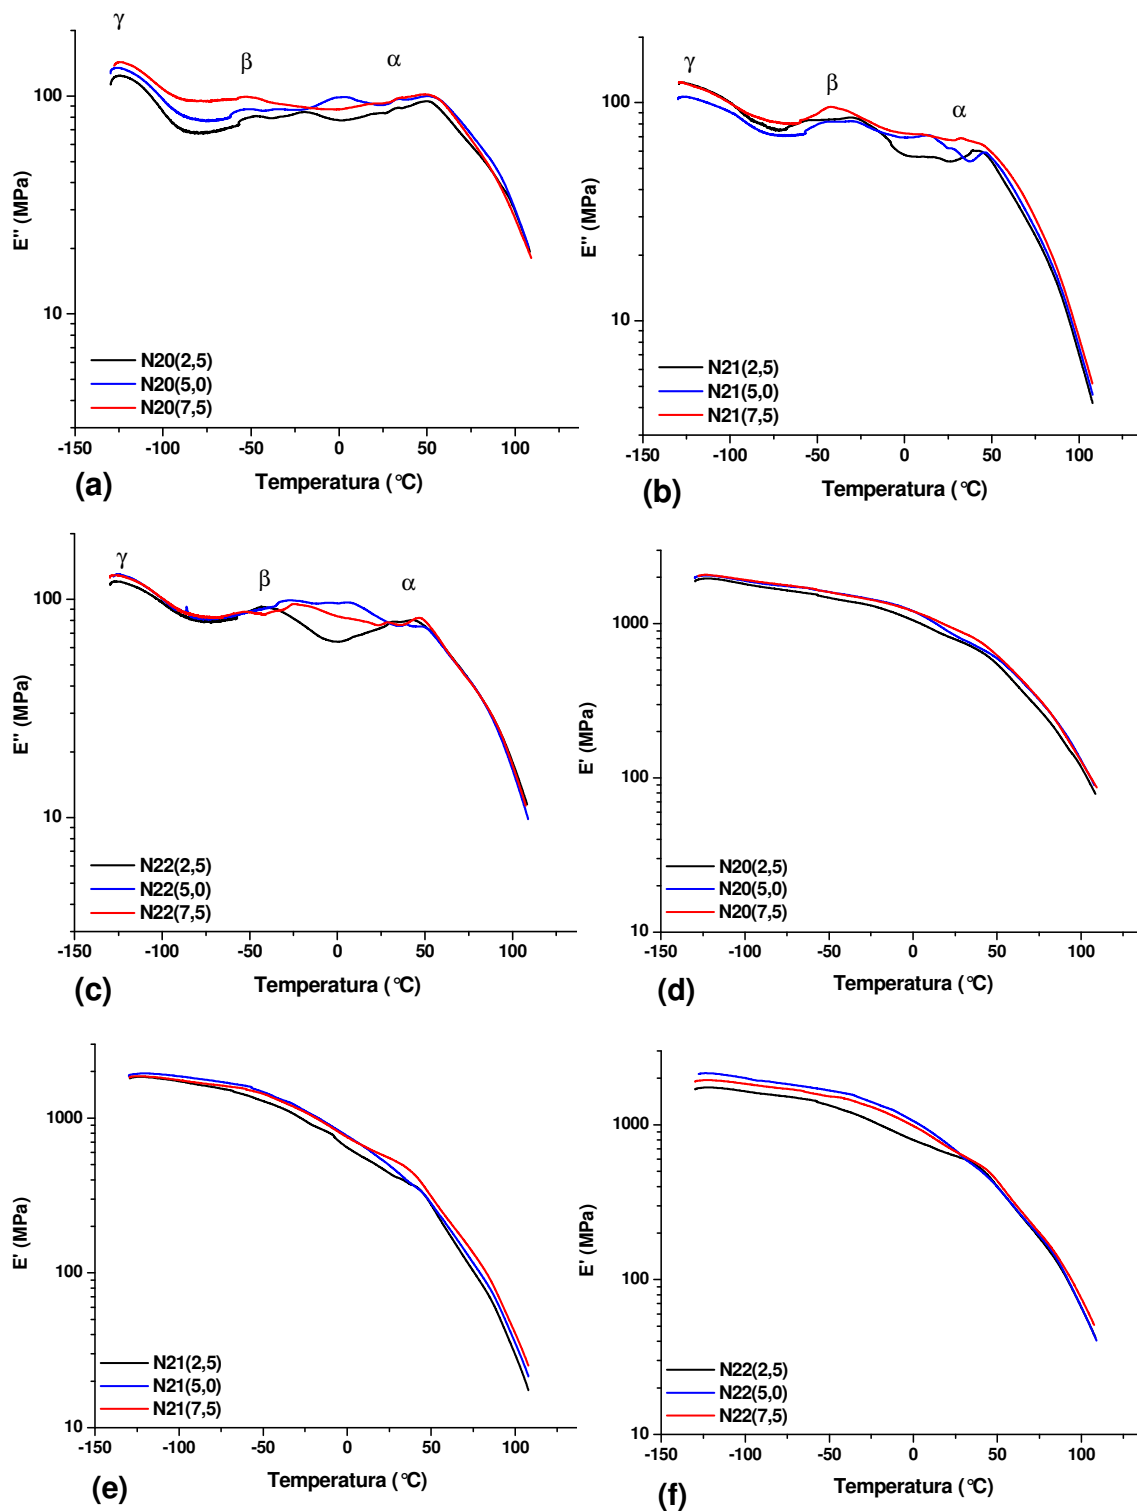 γ
β
α
100
10
E'' (MPa)
N20(2,5)
N20(5,0)
N20(7,5)
-150 -100 -50 0 50 100
Temperatura (°C)
(a)
γ
β
α
100
10
E'' (MPa)
N21(2,5)
N21(5,0)
N21(7,5)
-150 -100 -50 0 50 100
Temperatura (°C)
(b)
γ
β
α
100
10
E'' (MPa)
N22(2,5)
N22(5,0)
N22(7,5)
-150 -100 -50 0 50 100
Temperatura (°C)
(c)
1000
100
10
E' (MPa)
N20(2,5)
N20(5,0)
N20(7,5)
-150 -100 -50 0 50 100
Temperatura (°C)
(d)
1000
100
10
E' (MPa)
N21(2,5)
N21(5,0)
N21(7,5)
-150 -100 -50 0 50 100
Temperatura (°C)
(e)
1000
100
10
E' (MPa)
N22(2,5)
N22(5,0)
N22(7,5)
-150 -100 -50 0 50 100
Temperatura (°C)
(f)